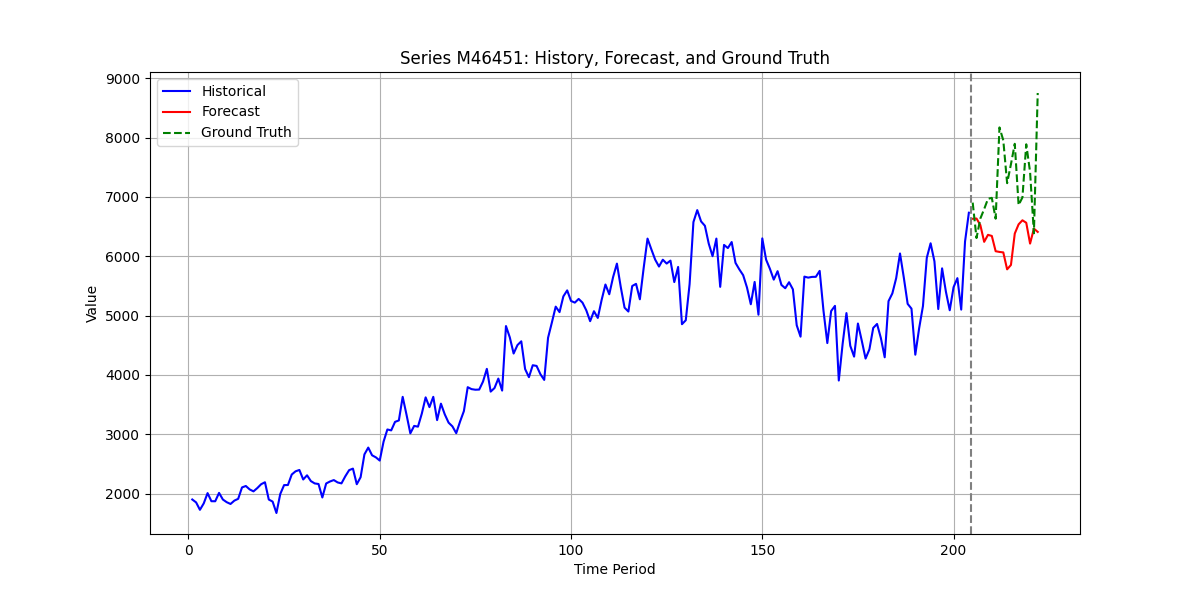 Series M46451: History, Forecast, and Ground Truth
Historical
Forecast
Ground Truth
9000
8000
7000
6000
5000
4000
3000
2000
Value
0
50
100
150
200
Time Period